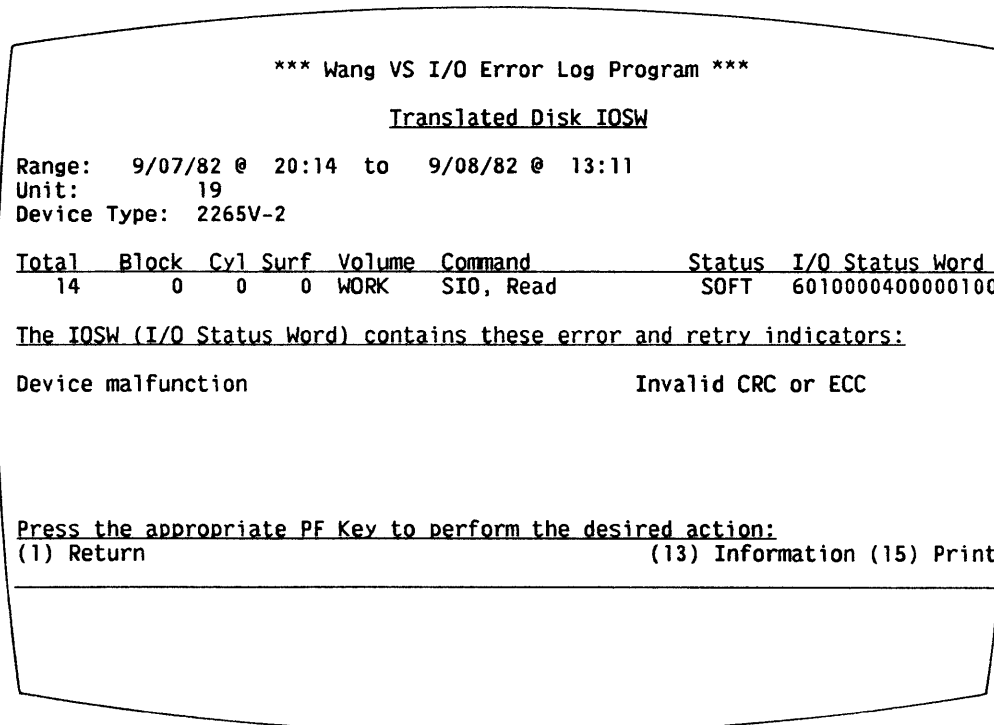 *** Wang VS I/O Error Log Program ***
Translated Disk IOSW
Range: 9/07/82 @ 20:14 to 9/08/82 @ 13:11
Unit: 19
Device Type: 2265V-2
Total Block Cyl Surf Volume Command Status I/O Status Word
14 0 0 0 WORK SIO, Read SOFT 6010000400000100
The IOSW (I/O Status Word) contains these error and retry indicators:
Device malfunction Invalid CRC or ECC
Press the appropriate PF Key to perform the desired action:
(1) Return (13) Information (15) Print